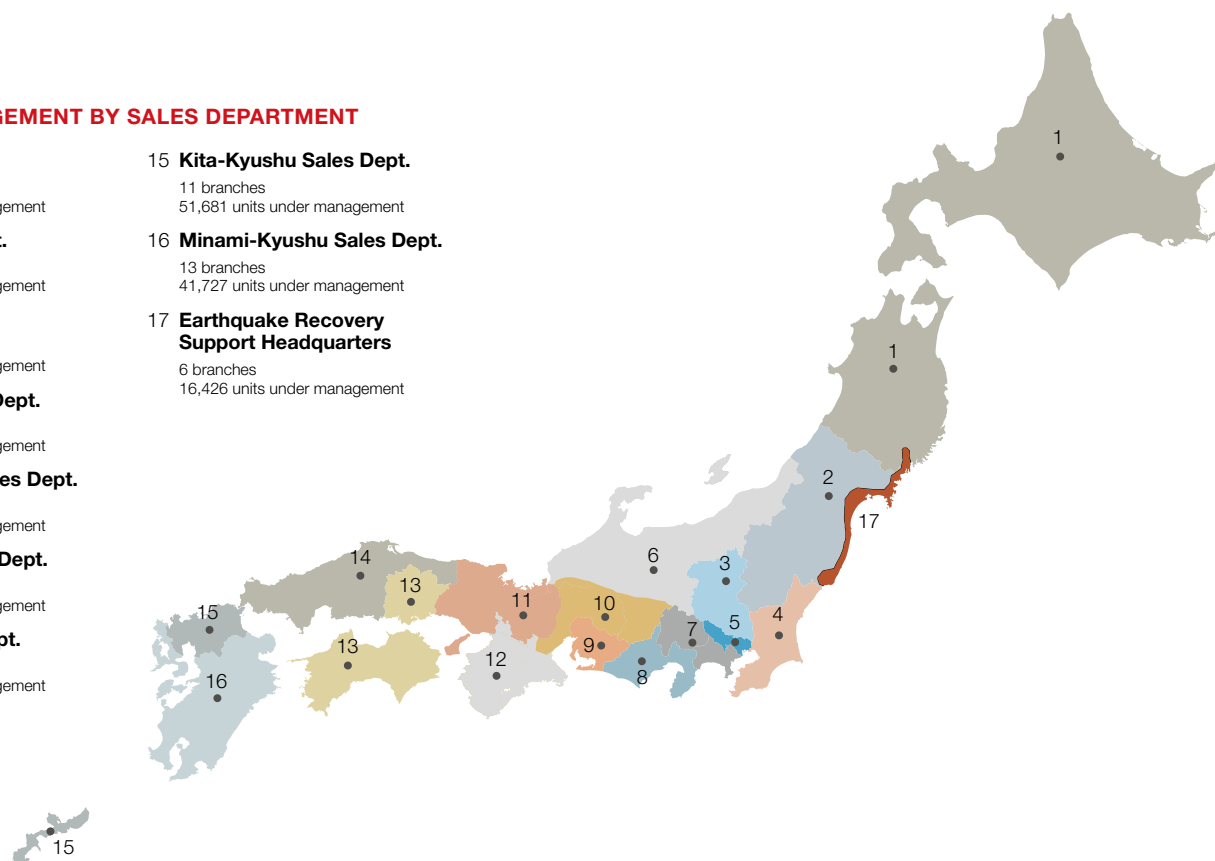 GEMENT BY SALES DEPARTMENT
gement
t.
gement
gement
Dept.
gement
es Dept.
gement
Dept.
gement
pt.
gement
15 Kita-Kyushu Sales Dept.
11 branches
51,681 units under management
16 Minami-Kyushu Sales Dept.
13 branches
41,727 units under management
17 Earthquake Recovery
Support Headquarters
6 branches
16,426 units under management
1
1
2
17
6
3
14
13
11
10
4
15
5
7
9
13
12
8
16
15